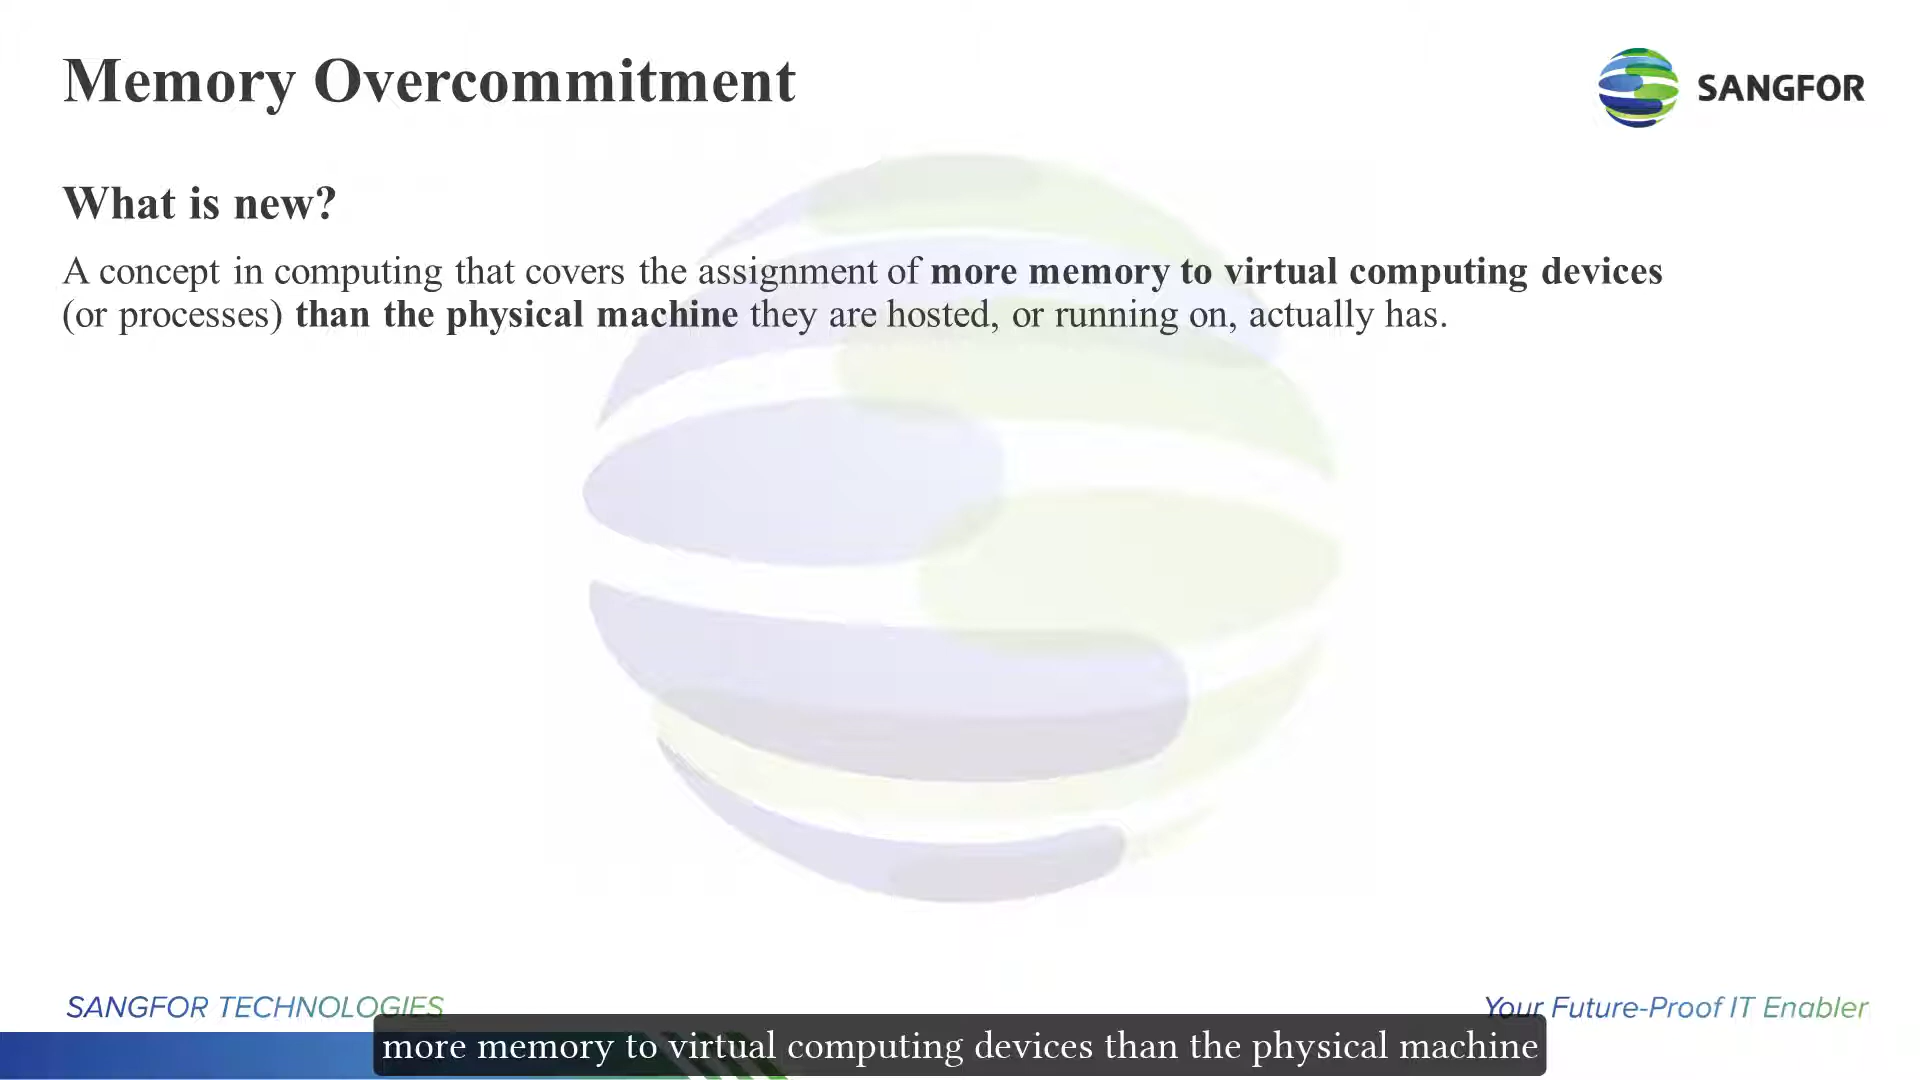 Memory Overcommitment
SANGFOR
What is new?
A concept in computing that covers the assignment of more memory to virtual computing devices
(or processes) than the physical machine they are hosted, or running on, actually has.
SANGFOR TECHNOLOGIES
Your Future-Proof IT Enabler
more memory to virtual computing devices than the physical machine